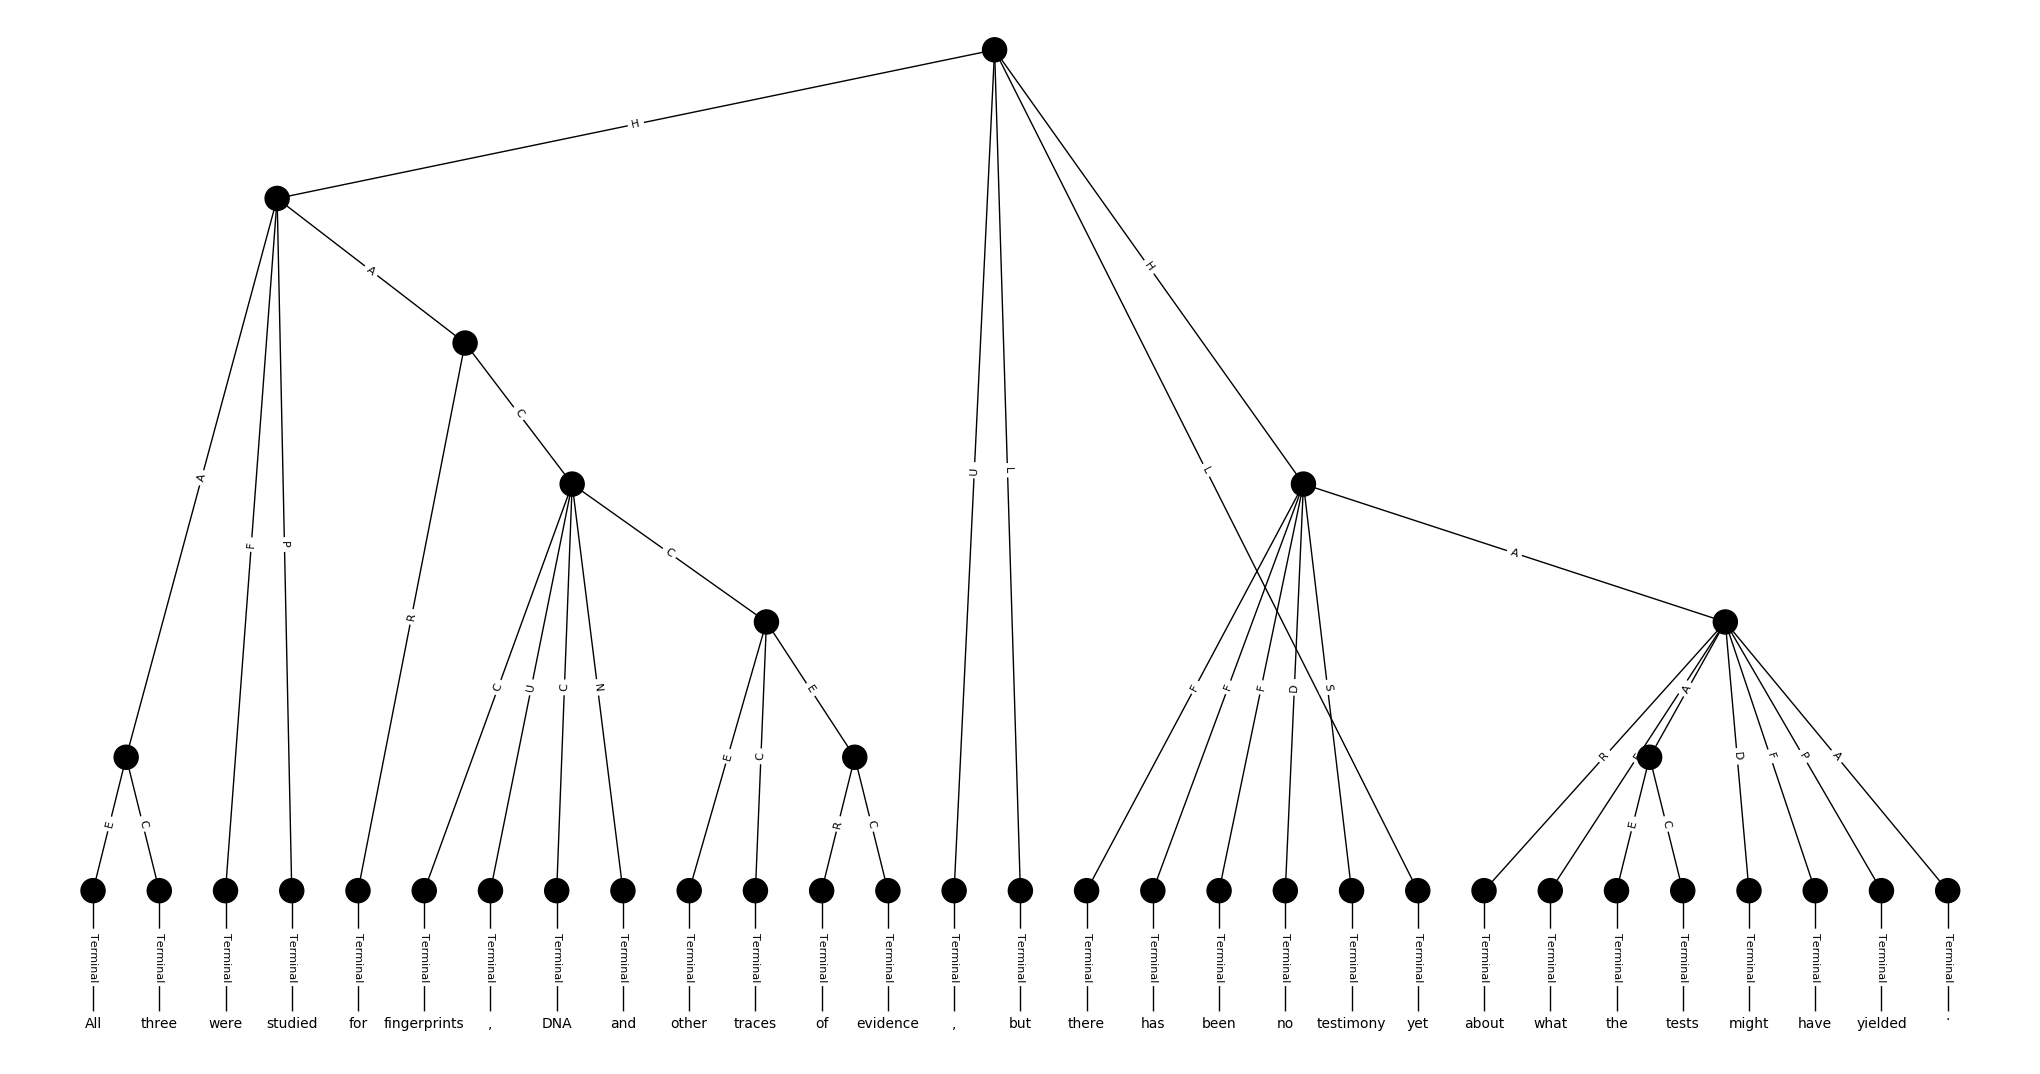 H
A
A
C
A
F
P
U
L
L
H
C
A
R
C
U
C
N
F
F
F
D
S
A
E
C
E
R
F
D
F
P
A
E
C
R
C
E
C
Terminal Terminal Terminal Terminal Terminal Terminal Terminal Terminal Terminal Terminal Terminal Terminal Terminal Terminal Terminal Terminal Terminal Terminal Terminal Terminal Terminal Terminal Terminal Terminal Terminal Terminal Terminal Terminal Terminal
All three were studied for fingerprints , DNA and other traces of evidence , but there has been no testimony yet about what the tests might have yielded .